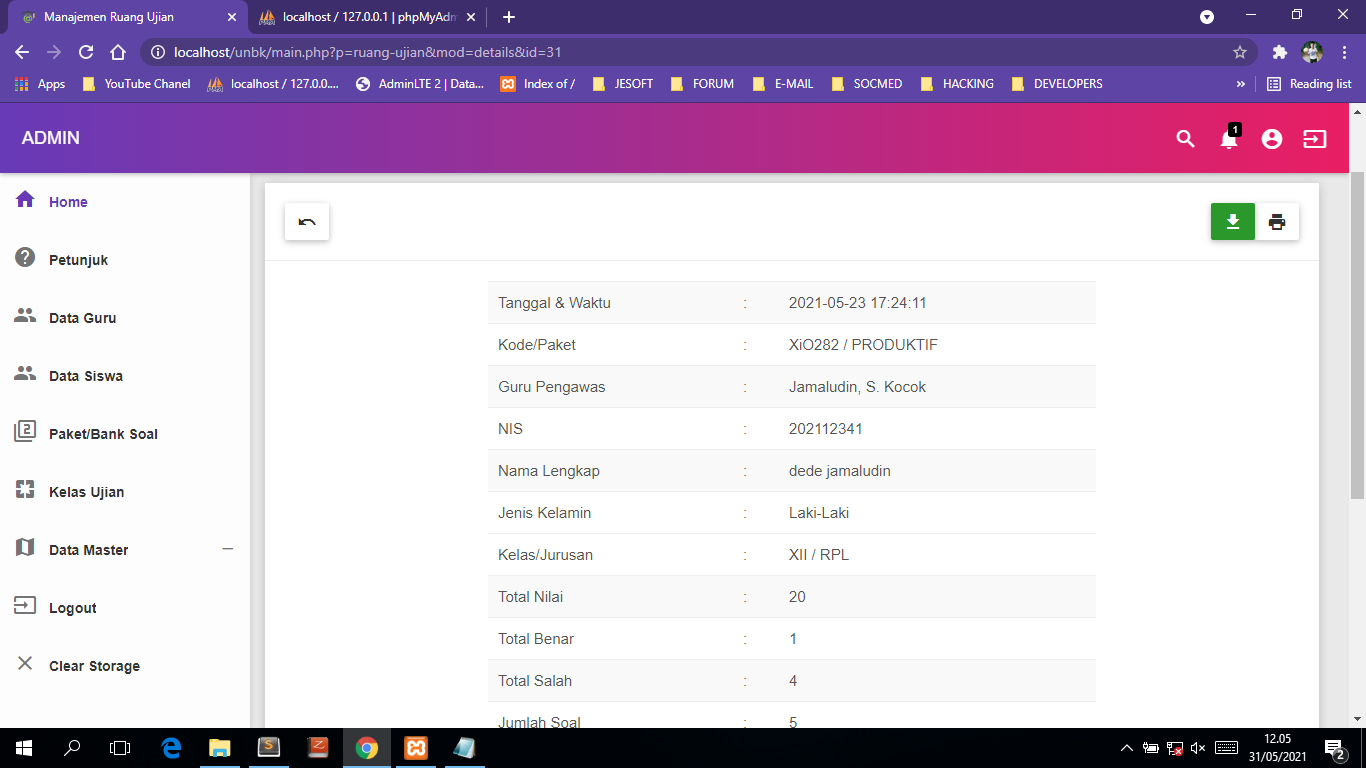 Manajemen Ruang Ujian
localhost / 127.0.0.1 | phpMyAdm
localhost/unbk/main.php?p=ruang-ujian&mod=details&id=31
Apps YouTube Chanel localhost / 127.0.0.... AdminLTE 2 | Data... Index of / JESOFT FORUM E-MAIL SOCMED HACKING DEVELOPERS » Reading list
ADMIN
1
Home
Petunjuk
Data Guru
Data Siswa
2 Paket/Bank Soal
Kelas Ujian
Data Master
Logout
Clear Storage
Tanggal & Waktu : 2021-05-23 17:24:11
Kode/Paket : XiO282 / PRODUKTIF
Guru Pengawas : Jamaludin, S. Kocok
NIS : 202112341
Nama Lengkap : dede jamaludin
Jenis Kelamin : Laki-Laki
Kelas/Jurusan : XII / RPL
Total Nilai : 20
Total Benar : 1
Total Salah : 4
Jumlah Soal : 5
12.05
31/05/2021
2